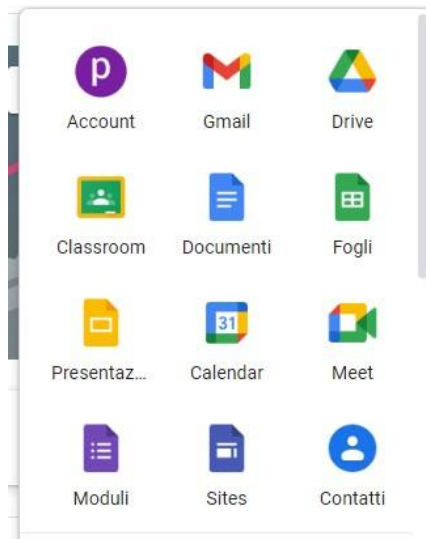 p
Account Gmail Drive
Classroom Documenti Fogli
31
Presentaz... Calendar Meet
Moduli Sites Contatti